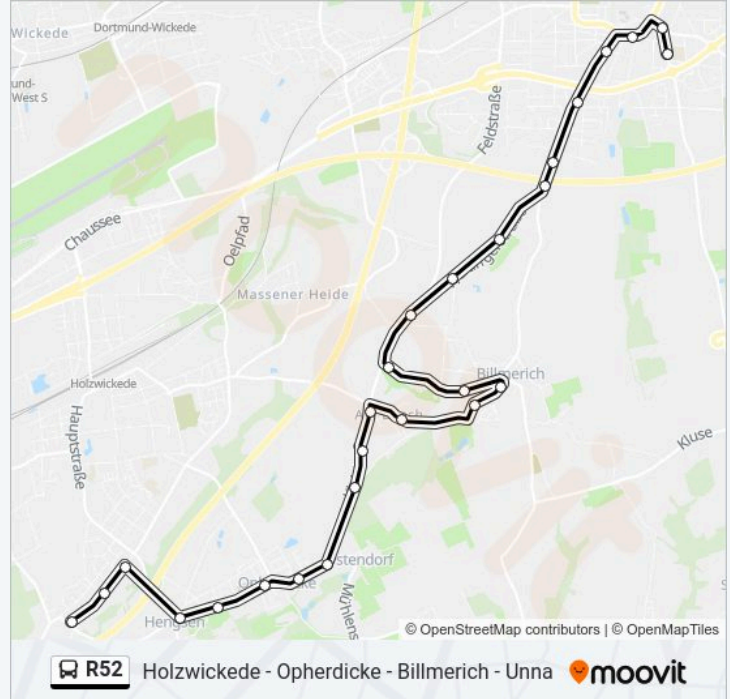 Wickede
Dortmund-Wickede
und-
West S
Feldstraße
Chaussee
Oelpfad
Massener Heide
Holzwickede
Billmerich
Hauptstraße
Kluse
stendorf
Mühlens
Hengsen
© OpenStreetMap contributors | © OpenMapTiles
R52 Holzwickede - Opherdicke - Billmerich - Unna moovit